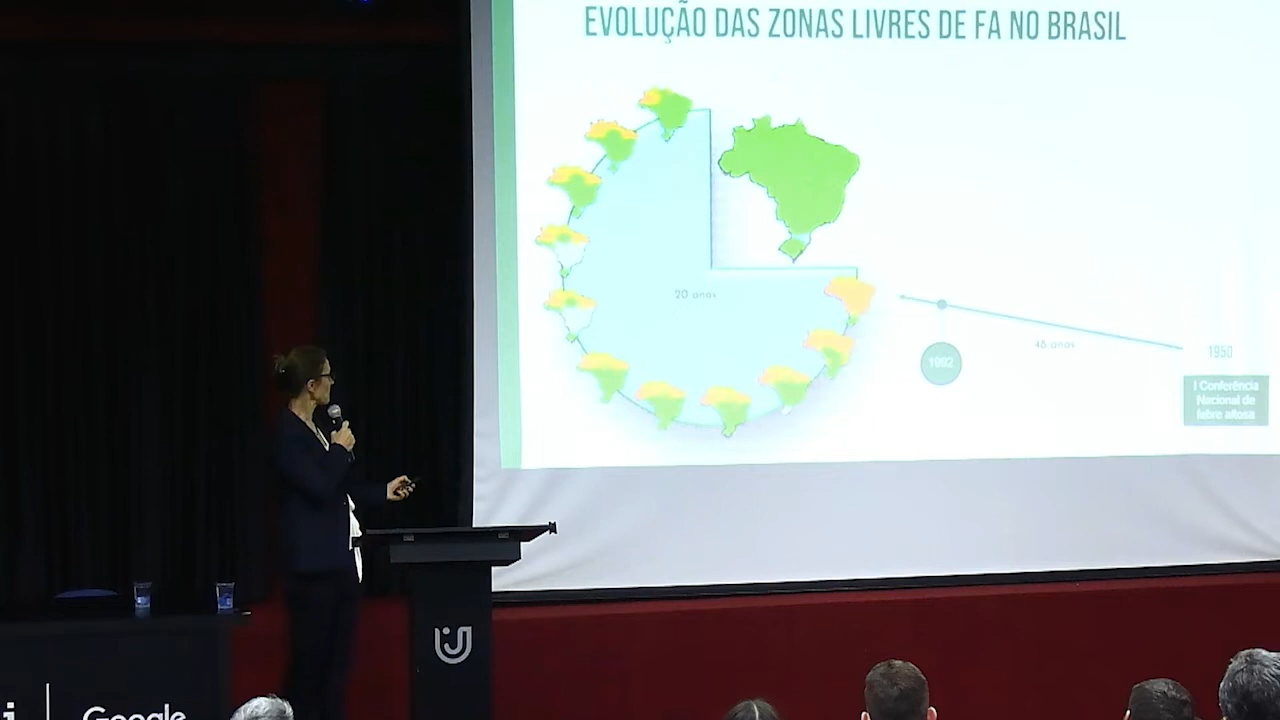 EVOLUÇÃO DAS ZONAS LIVRES DE FA NO BRASIL
20 anos
1992
48 anos
1950
I Conferência
Nacional de
febre aftosa
Google